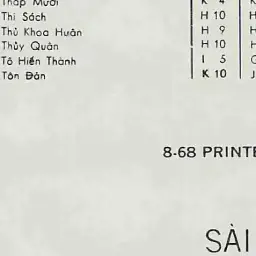 Tháp Mười K 4 K
Thi Sách H 10 H
Thủ Khoa Huân H 9 H
Thủy Quân H 10 H
Tô Hiến Thành I 5
Tôn Đản K 10 J
8-68 PRINTE
SÀI